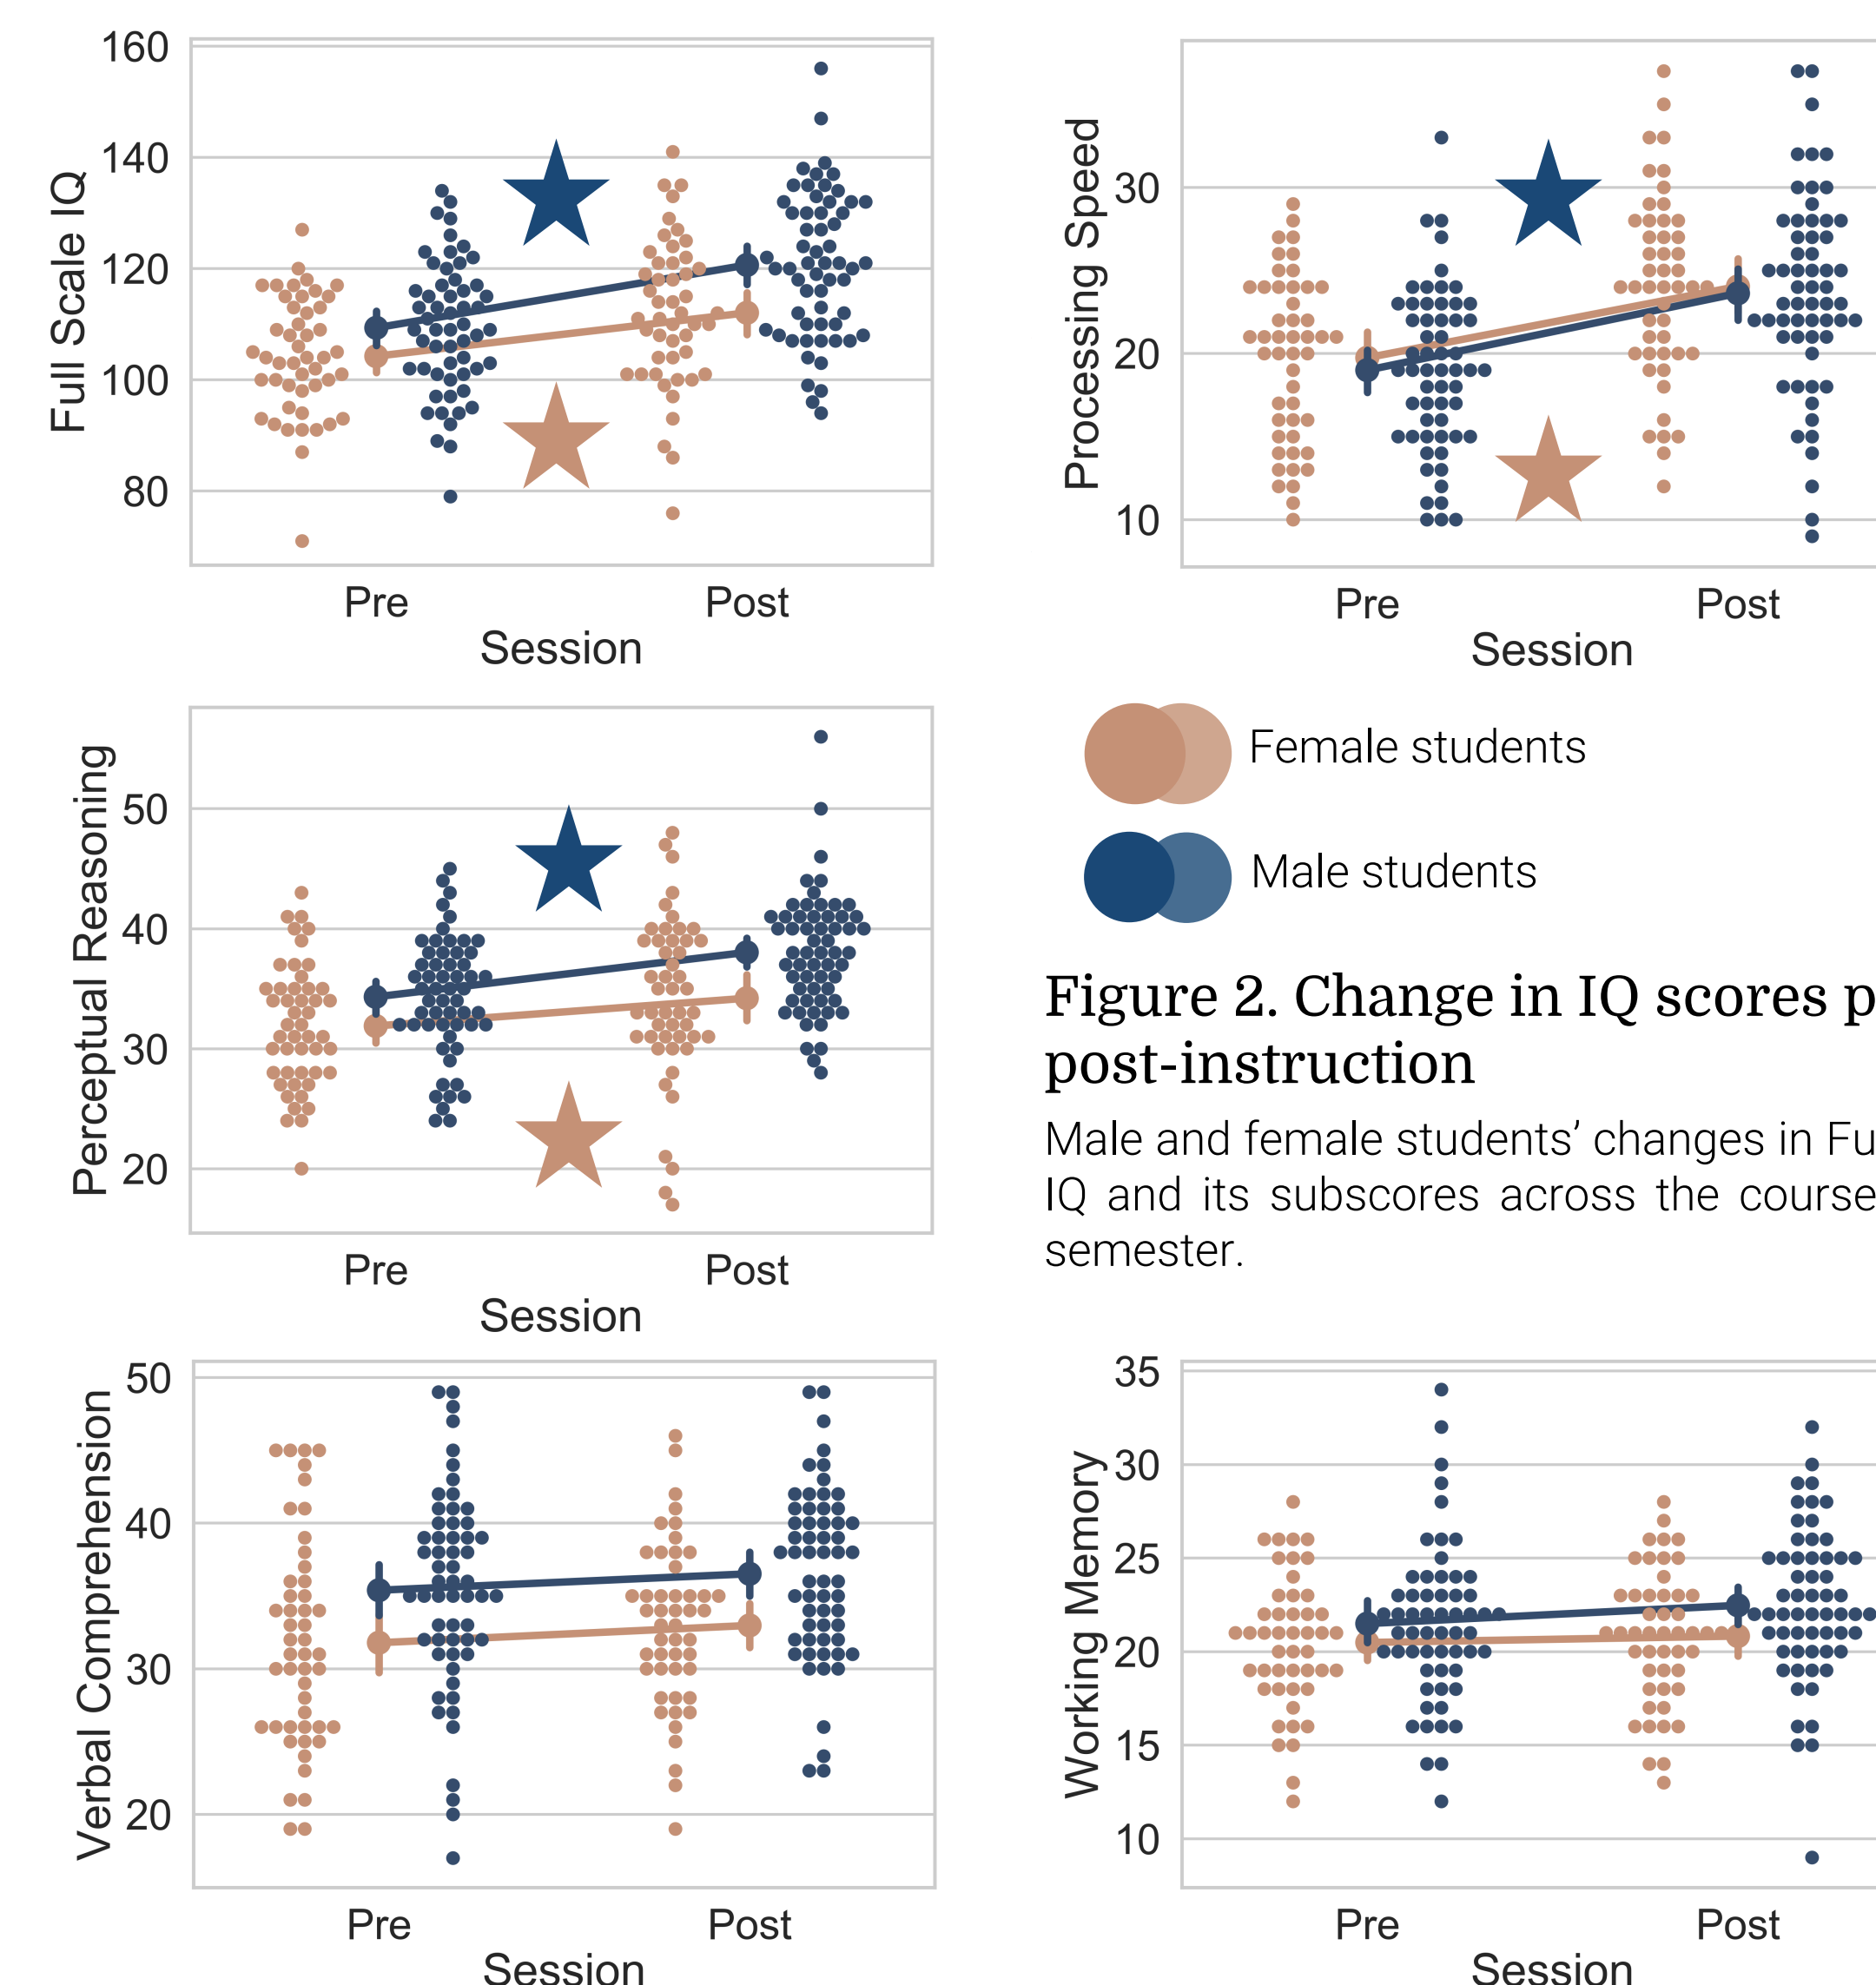 160
140
120
100
80
Full Scale IQ
Pre
Post
Session
30
20
10
Processing Speed
Pre
Post
Session
50
40
30
20
Perceptual Reasoning
Pre
Post
Session
Female students
Male students
Figure 2. Change in IQ scores p
post-instruction
Male and female students’ changes in Fu
IQ and its subscores across the course
semester.
50
40
30
20
Verbal Comprehension
Pre
Post
Session
35
30
25
20
15
10
Working Memory
Pre
Post
Session